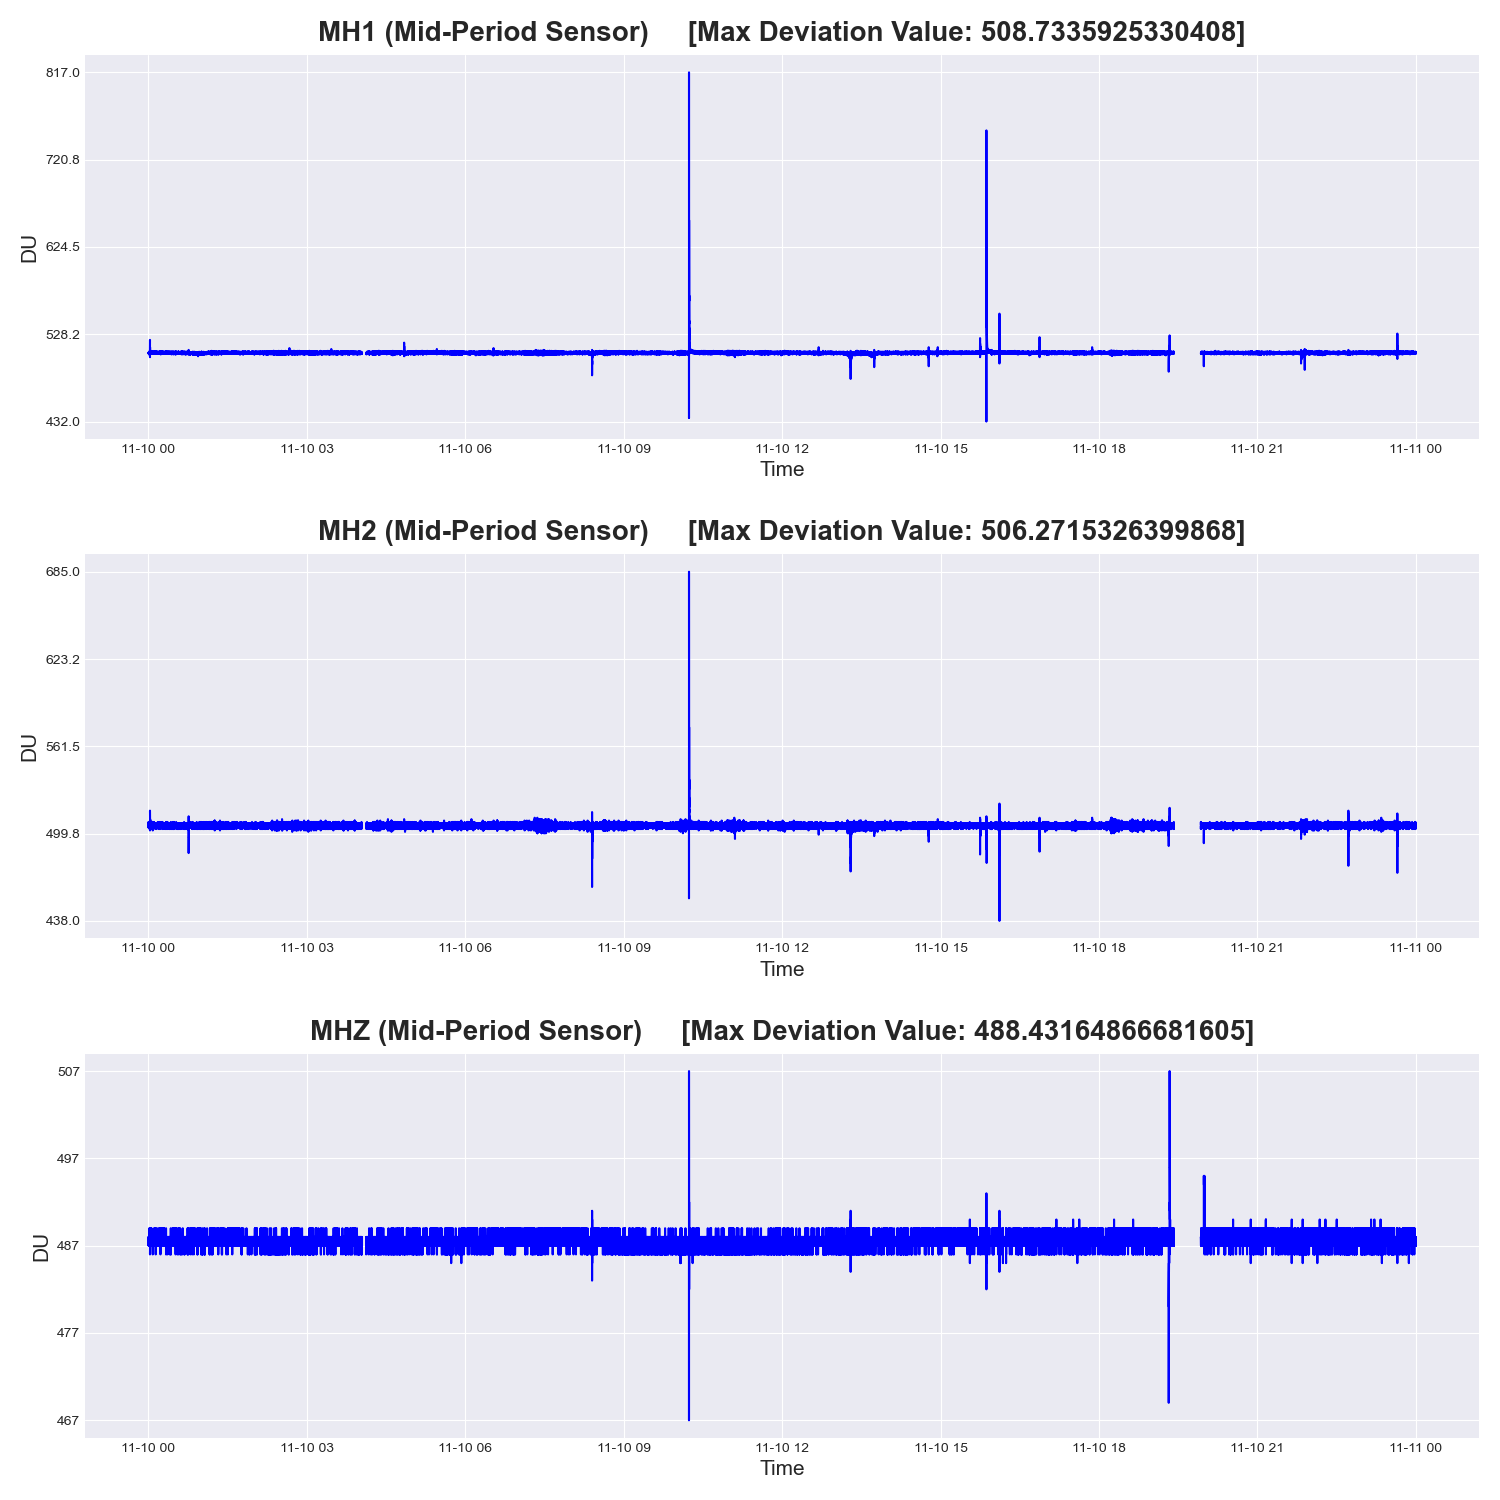 MH1 (Mid-Period Sensor) [Max Deviation Value: 508.7335925330408]
817.0
720.8
624.5
528.2
432.0
DU
11-10 00 11-10 03 11-10 06 11-10 09 11-10 12 11-10 15 11-10 18 11-10 21 11-11 00
Time
MH2 (Mid-Period Sensor) [Max Deviation Value: 506.2715326399868]
685.0
623.2
561.5
499.8
438.0
DU
11-10 00 11-10 03 11-10 06 11-10 09 11-10 12 11-10 15 11-10 18 11-10 21 11-11 00
Time
MHZ (Mid-Period Sensor) [Max Deviation Value: 488.43164866681605]
507
497
487
477
467
DU
11-10 00 11-10 03 11-10 06 11-10 09 11-10 12 11-10 15 11-10 18 11-10 21 11-11 00
Time